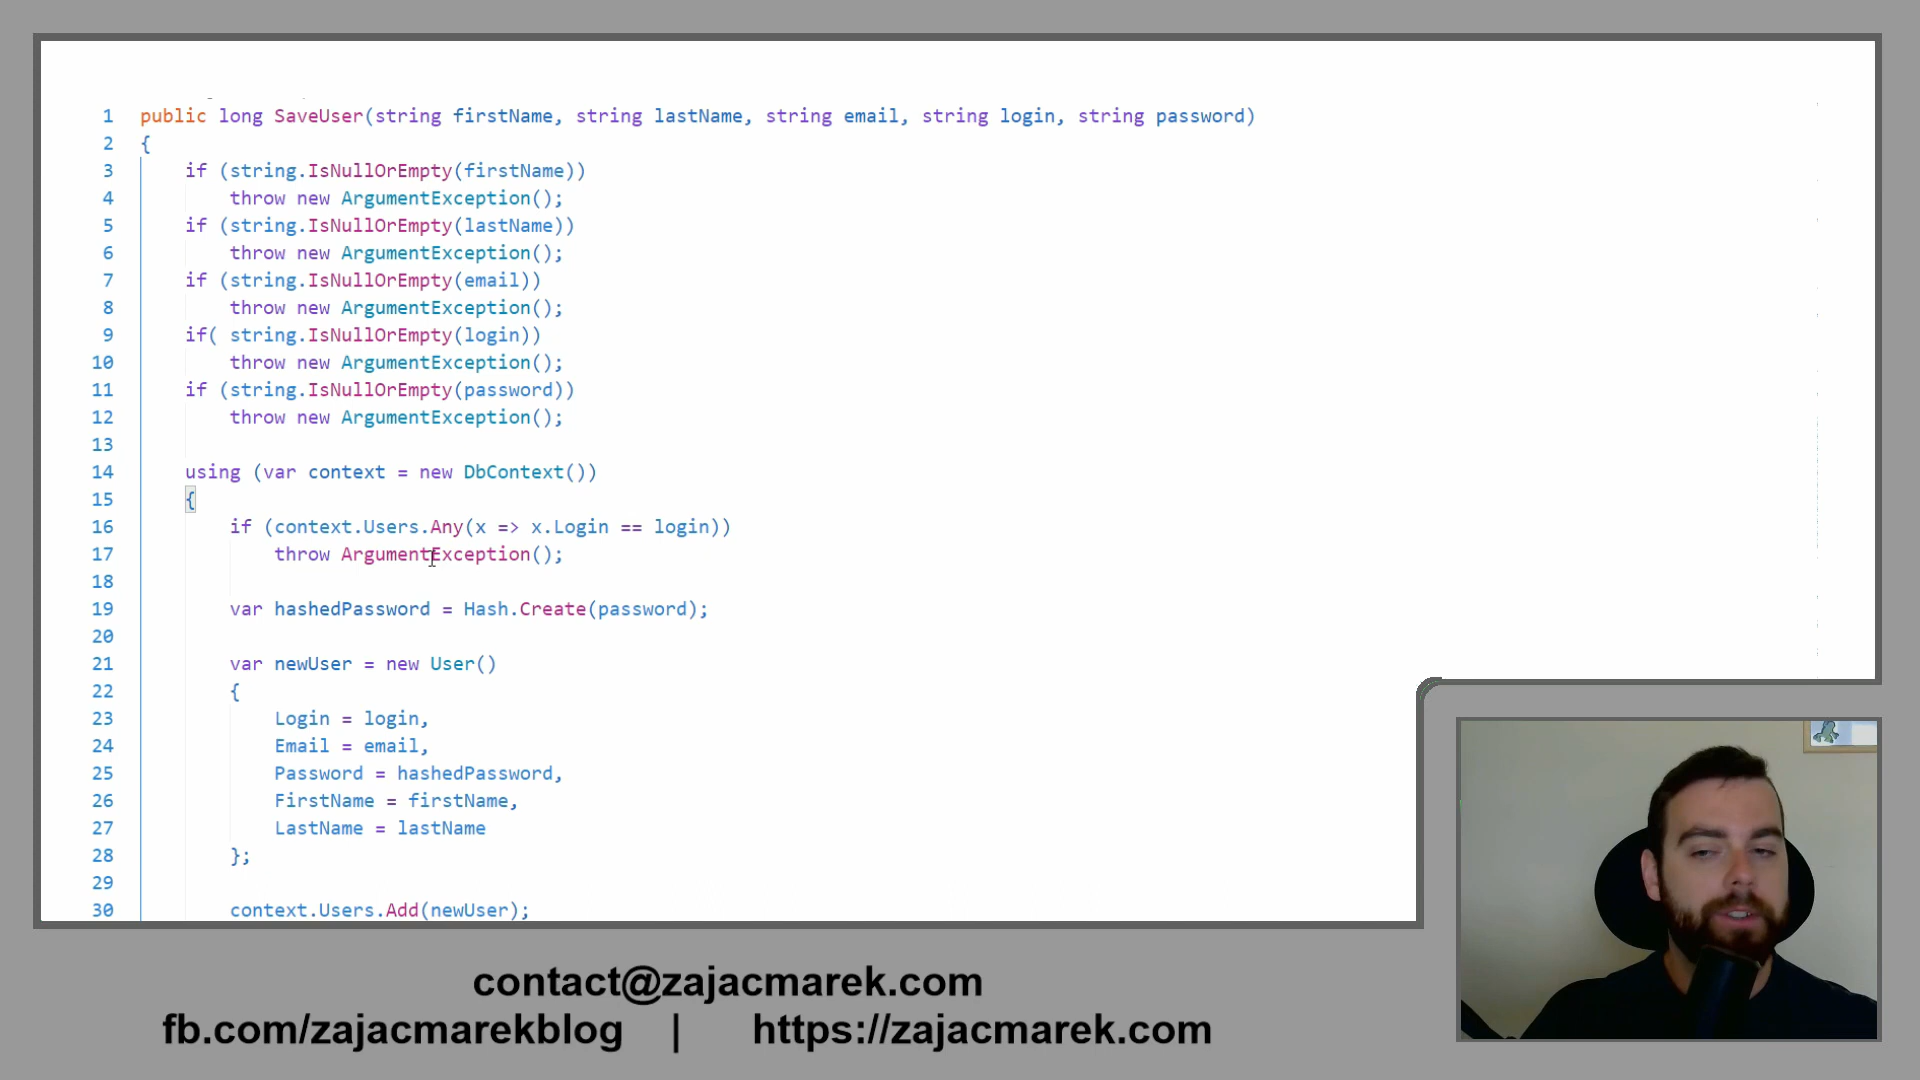 1 public long SaveUser(string firstName, string lastName, string email, string login, string password)
2 {
3 if (string.IsNullOrEmpty(firstName))
4 throw new ArgumentException();
5 if (string.IsNullOrEmpty(lastName))
6 throw new ArgumentException();
7 if (string.IsNullOrEmpty(email))
8 throw new ArgumentException();
9 if( string.IsNullOrEmpty(login))
10 throw new ArgumentException();
11 if (string.IsNullOrEmpty(password))
12 throw new ArgumentException();
13
14 using (var context = new DbContext())
15 {
16 if (context.Users.Any(x => x.Login == login))
17 throw ArgumentException();
18
19 var hashedPassword = Hash.Create(password);
20
21 var newUser = new User()
22 {
23 Login = login,
24 Email = email,
25 Password = hashedPassword,
26 FirstName = firstName,
27 LastName = lastName
28 };
29
30 context.Users.Add(newUser);
contact@zajacmarek.com
fb.com/zajacmarekblog | https://zajacmarek.com